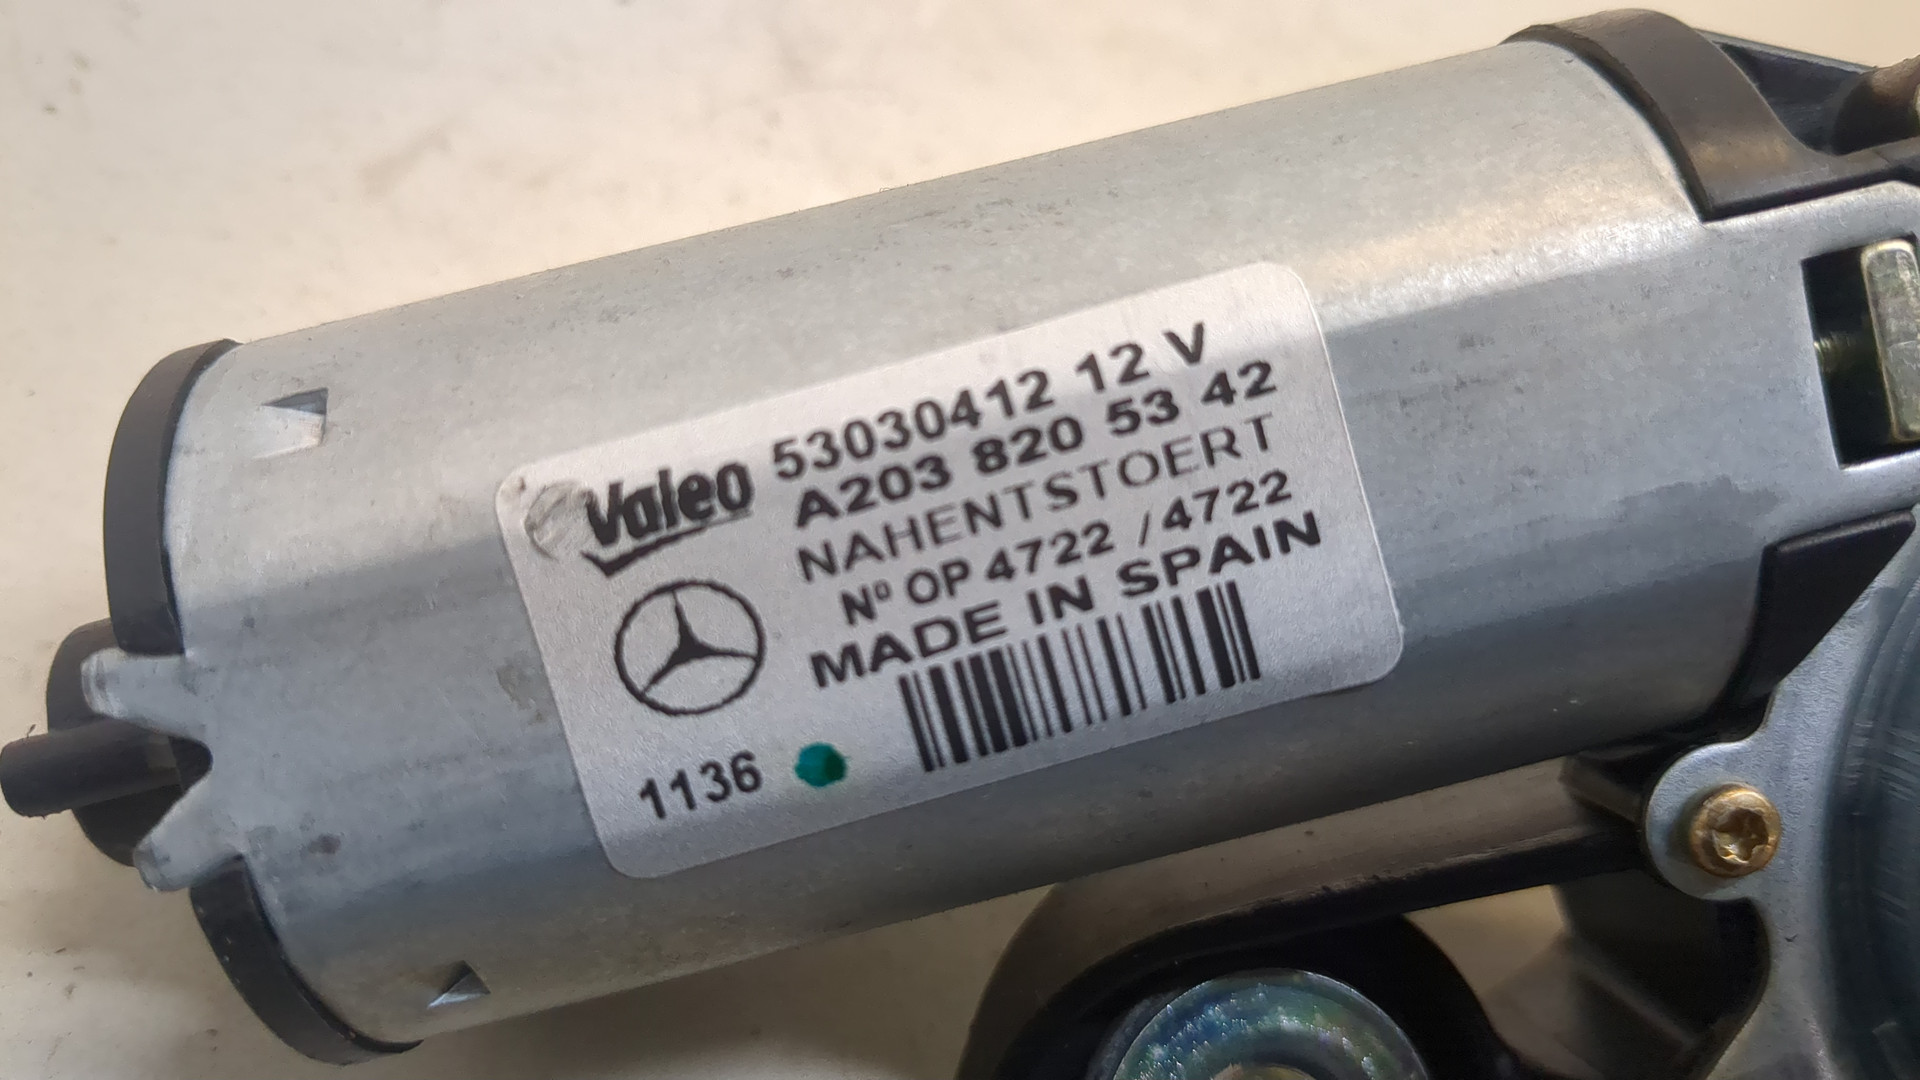 Valeo 53030412 12 V
A203 820 53 42
NAHENTSTOERT
Nº OP 4722 /4722
MADE IN SPAIN
1136